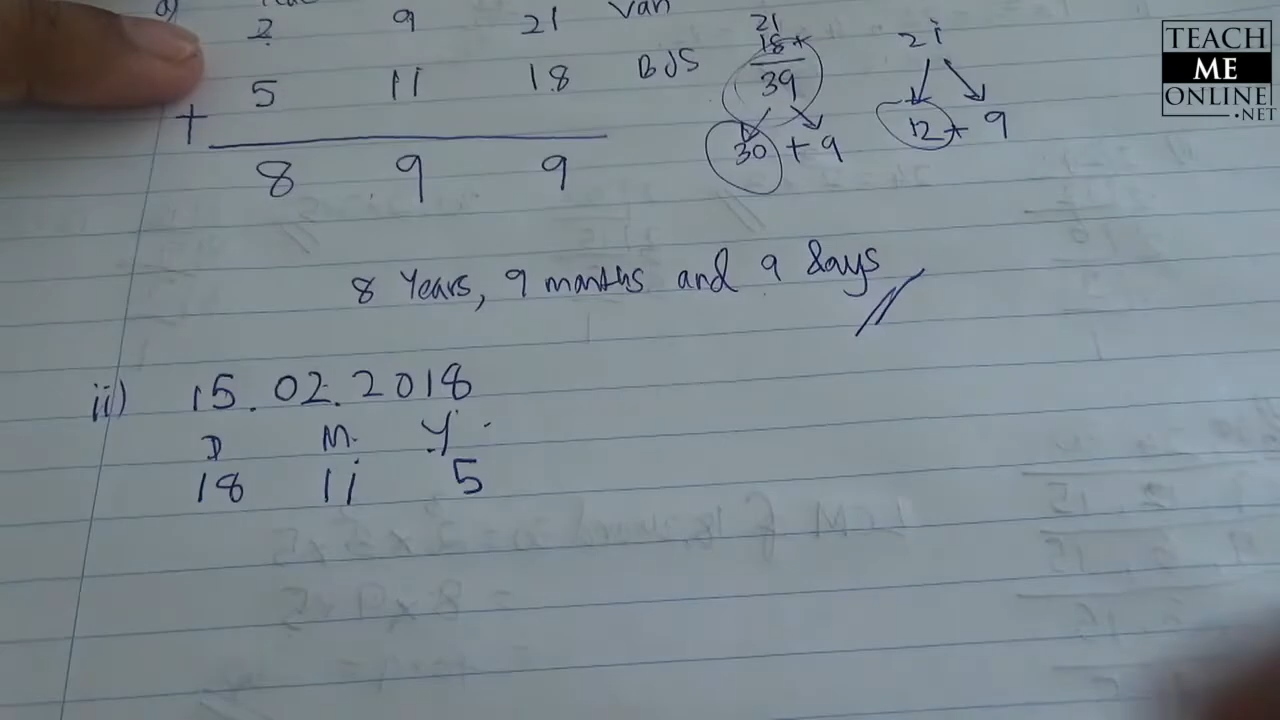 a)
2 9 21 Van
5 11 18 BUS
+
8 9 9
21
18+
39
30 + 9
21
12 + 9
8 Years, 9 months and 9 days
ii) 15.02.2018
D M. Y.
18 11 5
TEACH
ME
ONLINE
.NET